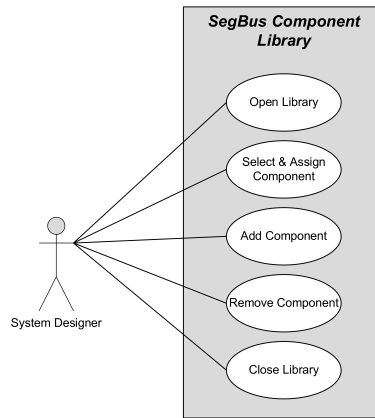 SegBus Component
Library
Open Library
Select & Assign
Component
Add Component
Remove Component
Close Library
System Designer